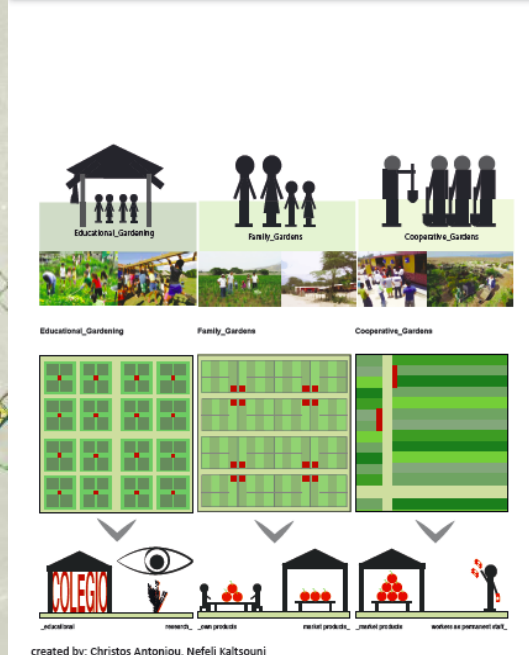 Educational_Gardening
Family_Gardens
Cooperative_Gardens
Educational_Gardening
Family_Gardens
Cooperative_Gardens
COLEGIO
_educational
research_
_own products
market products_
_market products
workers as permanent staff_
created by: Christos Antoniou, Nefeli Kaltsouni